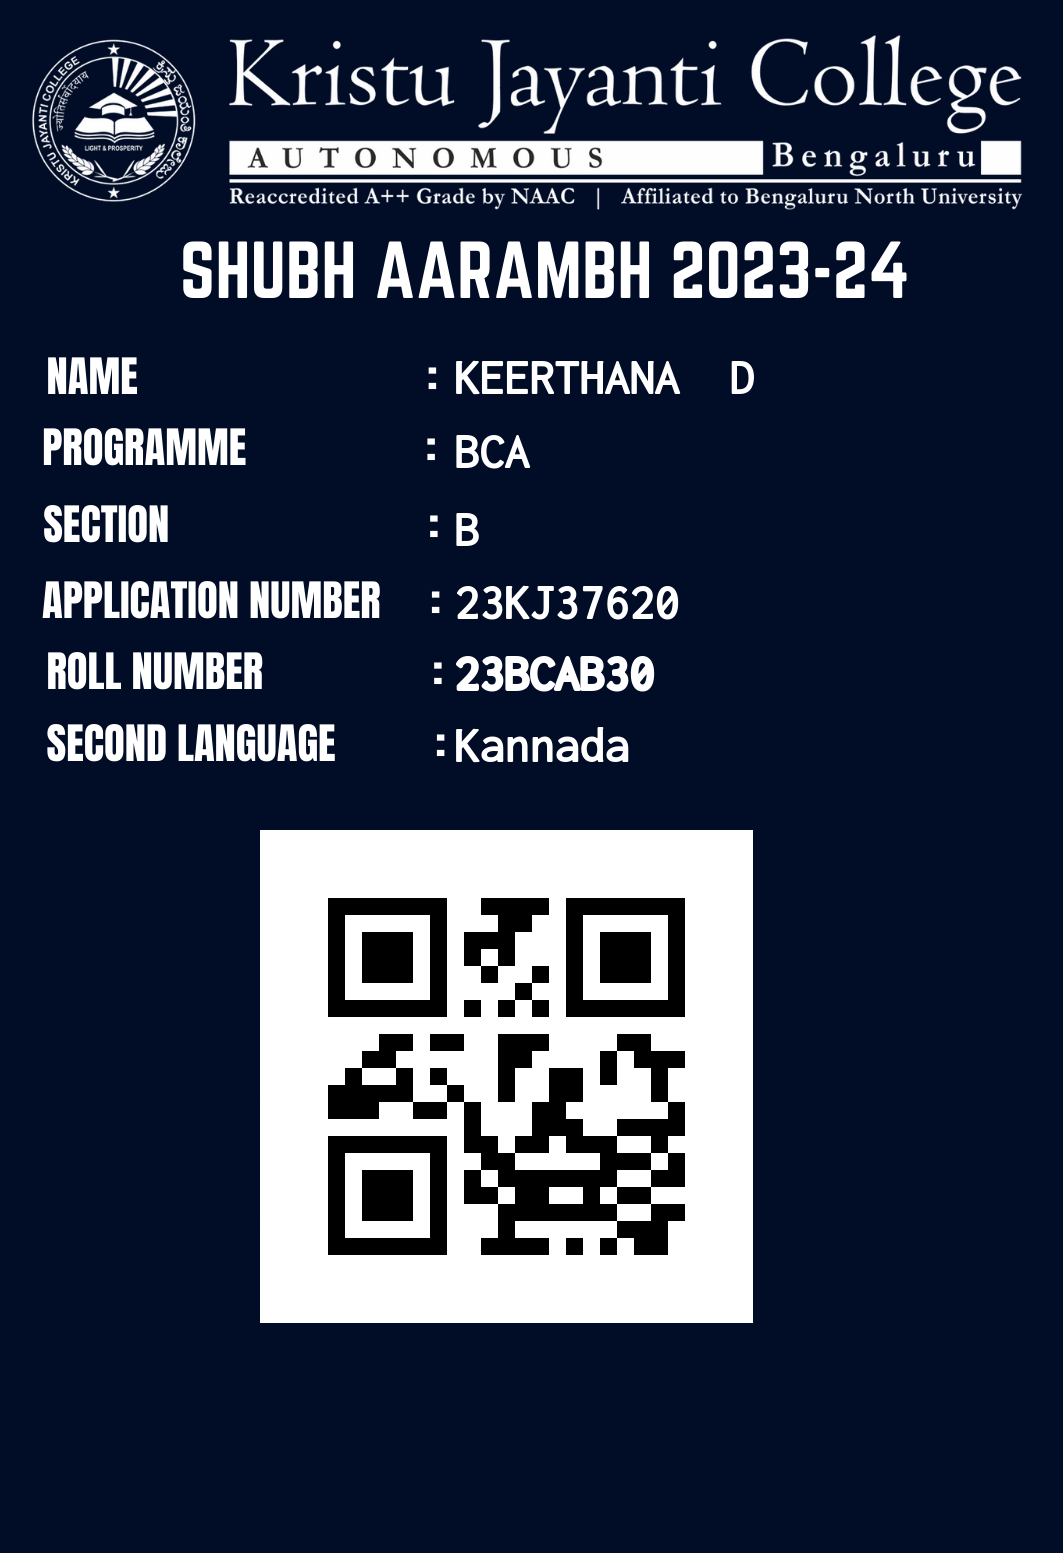 KRISTU JAYANTI COLLEGE
ಕ್ರಿಸ್ತು ಜಯಂತಿ ಕಾಲೇಜು
LIGHT & PROSPERITY
Kristu Jayanti College
AUTONOMOUS Bengaluru
Reaccredited A++ Grade by NAAC | Affiliated to Bengaluru North University
SHUBH AARAMBH 2023-24
NAME : KEERTHANA D
PROGRAMME : BCA
SECTION : B
APPLICATION NUMBER : 23KJ37620
ROLL NUMBER : 23BCAB30
SECOND LANGUAGE : Kannada